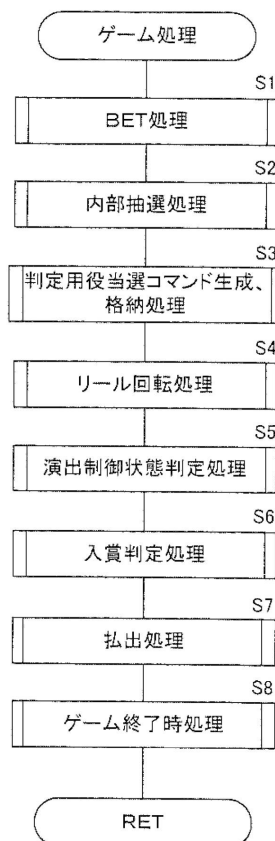 ゲーム処理
S1
BET処理
S2
内部抽選処理
S3
判定用役当選コマンド生成、
格納処理
S4
リール回転処理
S5
演出制御状態判定処理
S6
入賞判定処理
S7
払出処理
S8
ゲーム終了時処理
RET